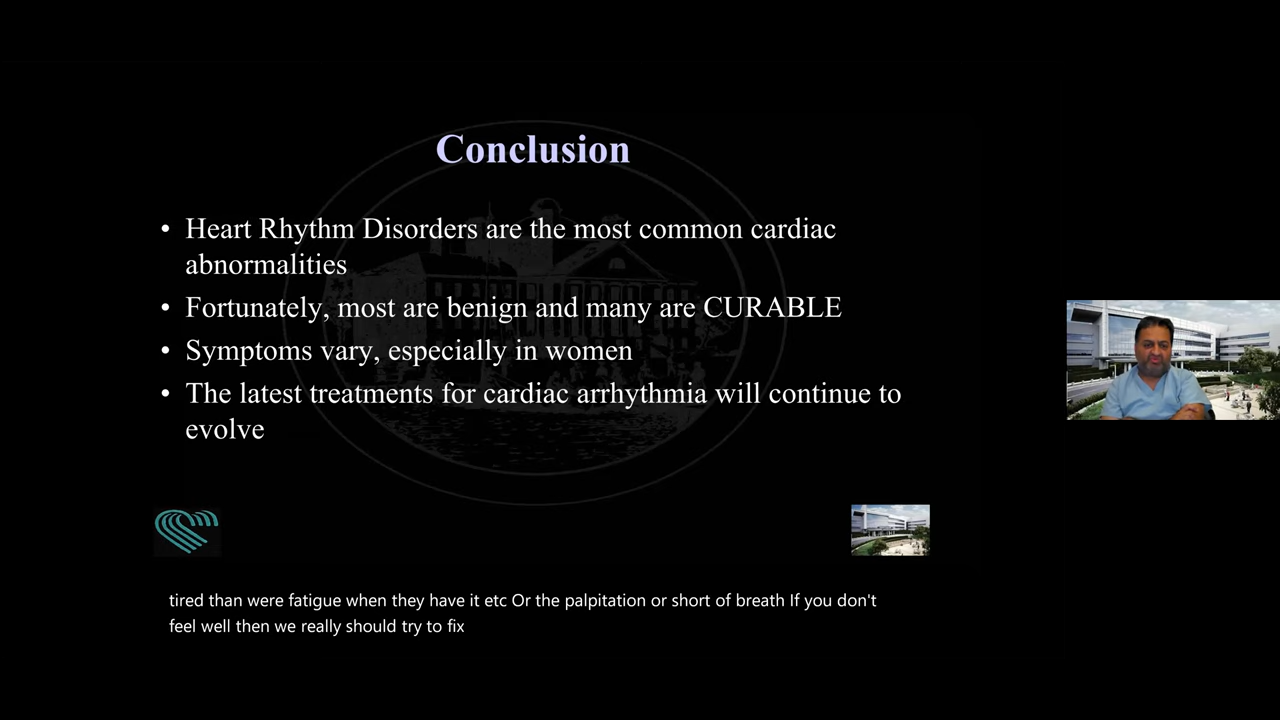 Conclusion
• Heart Rhythm Disorders are the most common cardiac
abnormalities
• Fortunately, most are benign and many are CURABLE
• Symptoms vary, especially in women
• The latest treatments for cardiac arrhythmia will continue to
evolve
tired than were fatigue when they have it etc Or the palpitation or short of breath If you don't
feel well then we really should try to fix